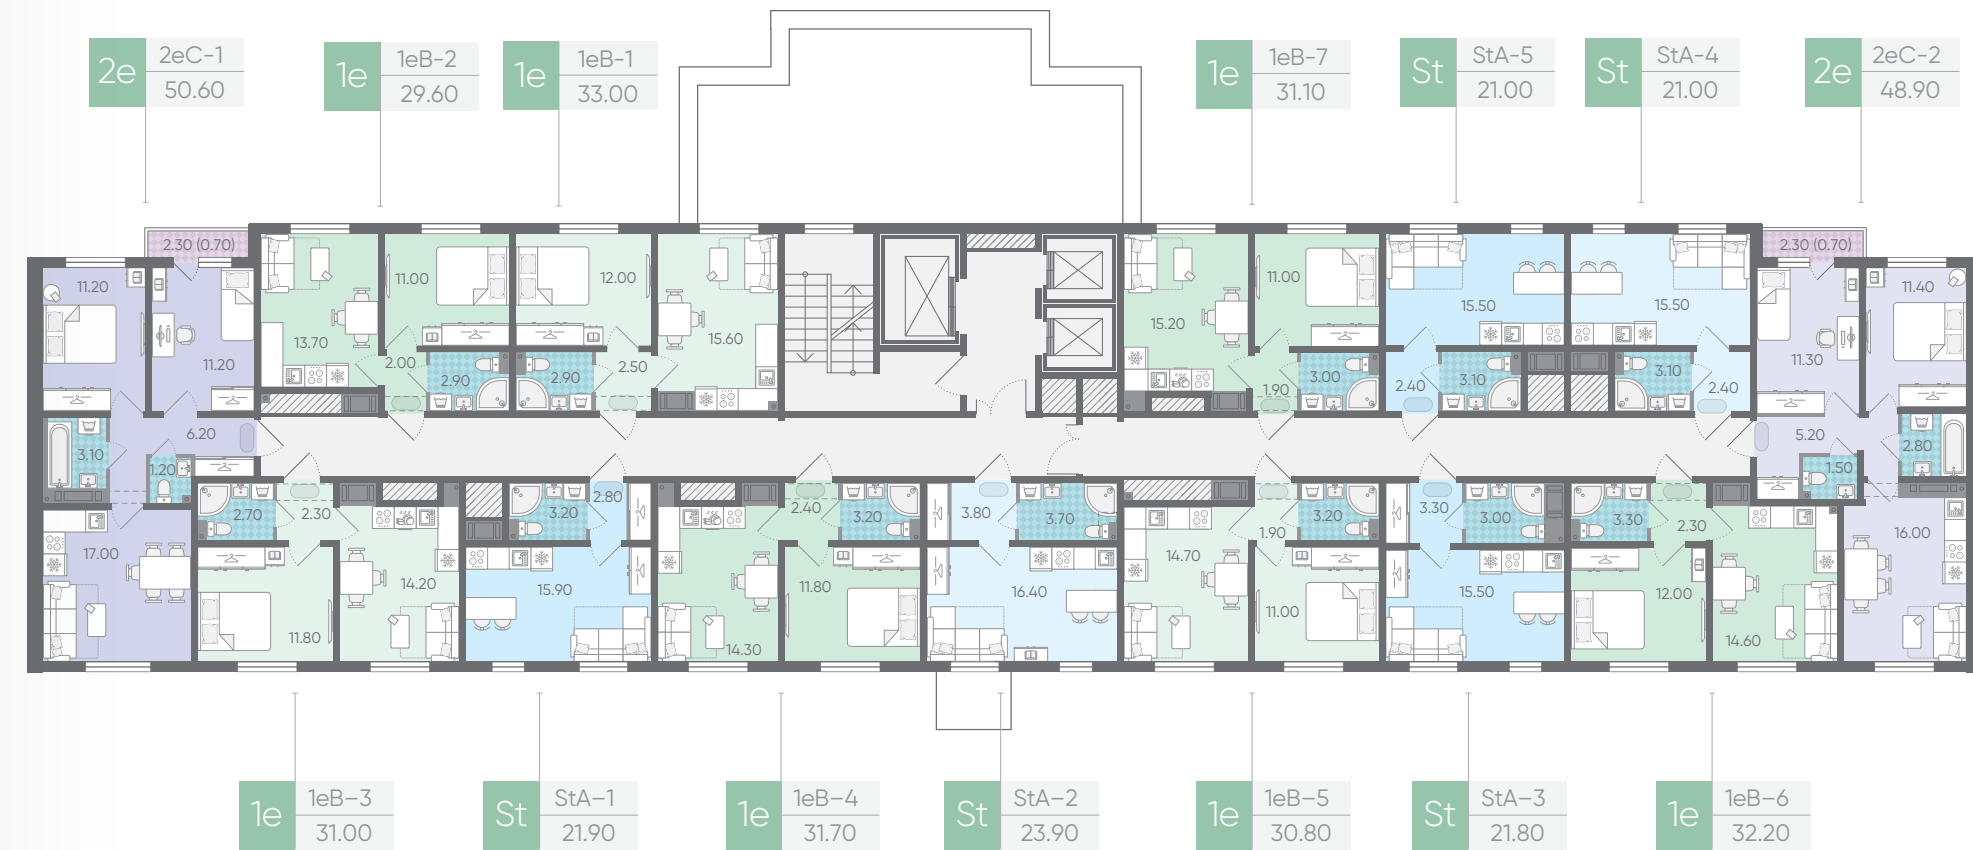 2e
2eC-1
50.60
1e
1eB-2
29.60
1e
1eB-1
33.00
1e
1eB-7
31.10
St
StA-5
21.00
St
StA-4
21.00
2e
2eC-2
48.90
2.30 (0.70)
2.30 (0.70)
11.20
11.00
12.00
11.00
11.40
15.50
15.50
13.70
15.60
15.20
11.20
11.30
2.00
2.90
2.90
2.50
1.90
3.00
2.40
3.10
3.10
2.40
6.20
5.20
3.10
1.20
2.80
1.50
2.70
2.30
3.20
2.80
2.40
3.20
3.80
3.70
1.90
3.20
3.30
3.00
3.30
2.30
17.00
14.20
15.90
11.80
16.40
14.70
15.50
12.00
16.00
11.80
14.30
11.00
14.60
1e
1eB-3
31.00
St
StA-1
21.90
1e
1eB-4
31.70
St
StA-2
23.90
1e
1eB-5
30.80
St
StA-3
21.80
1e
1eB-6
32.20